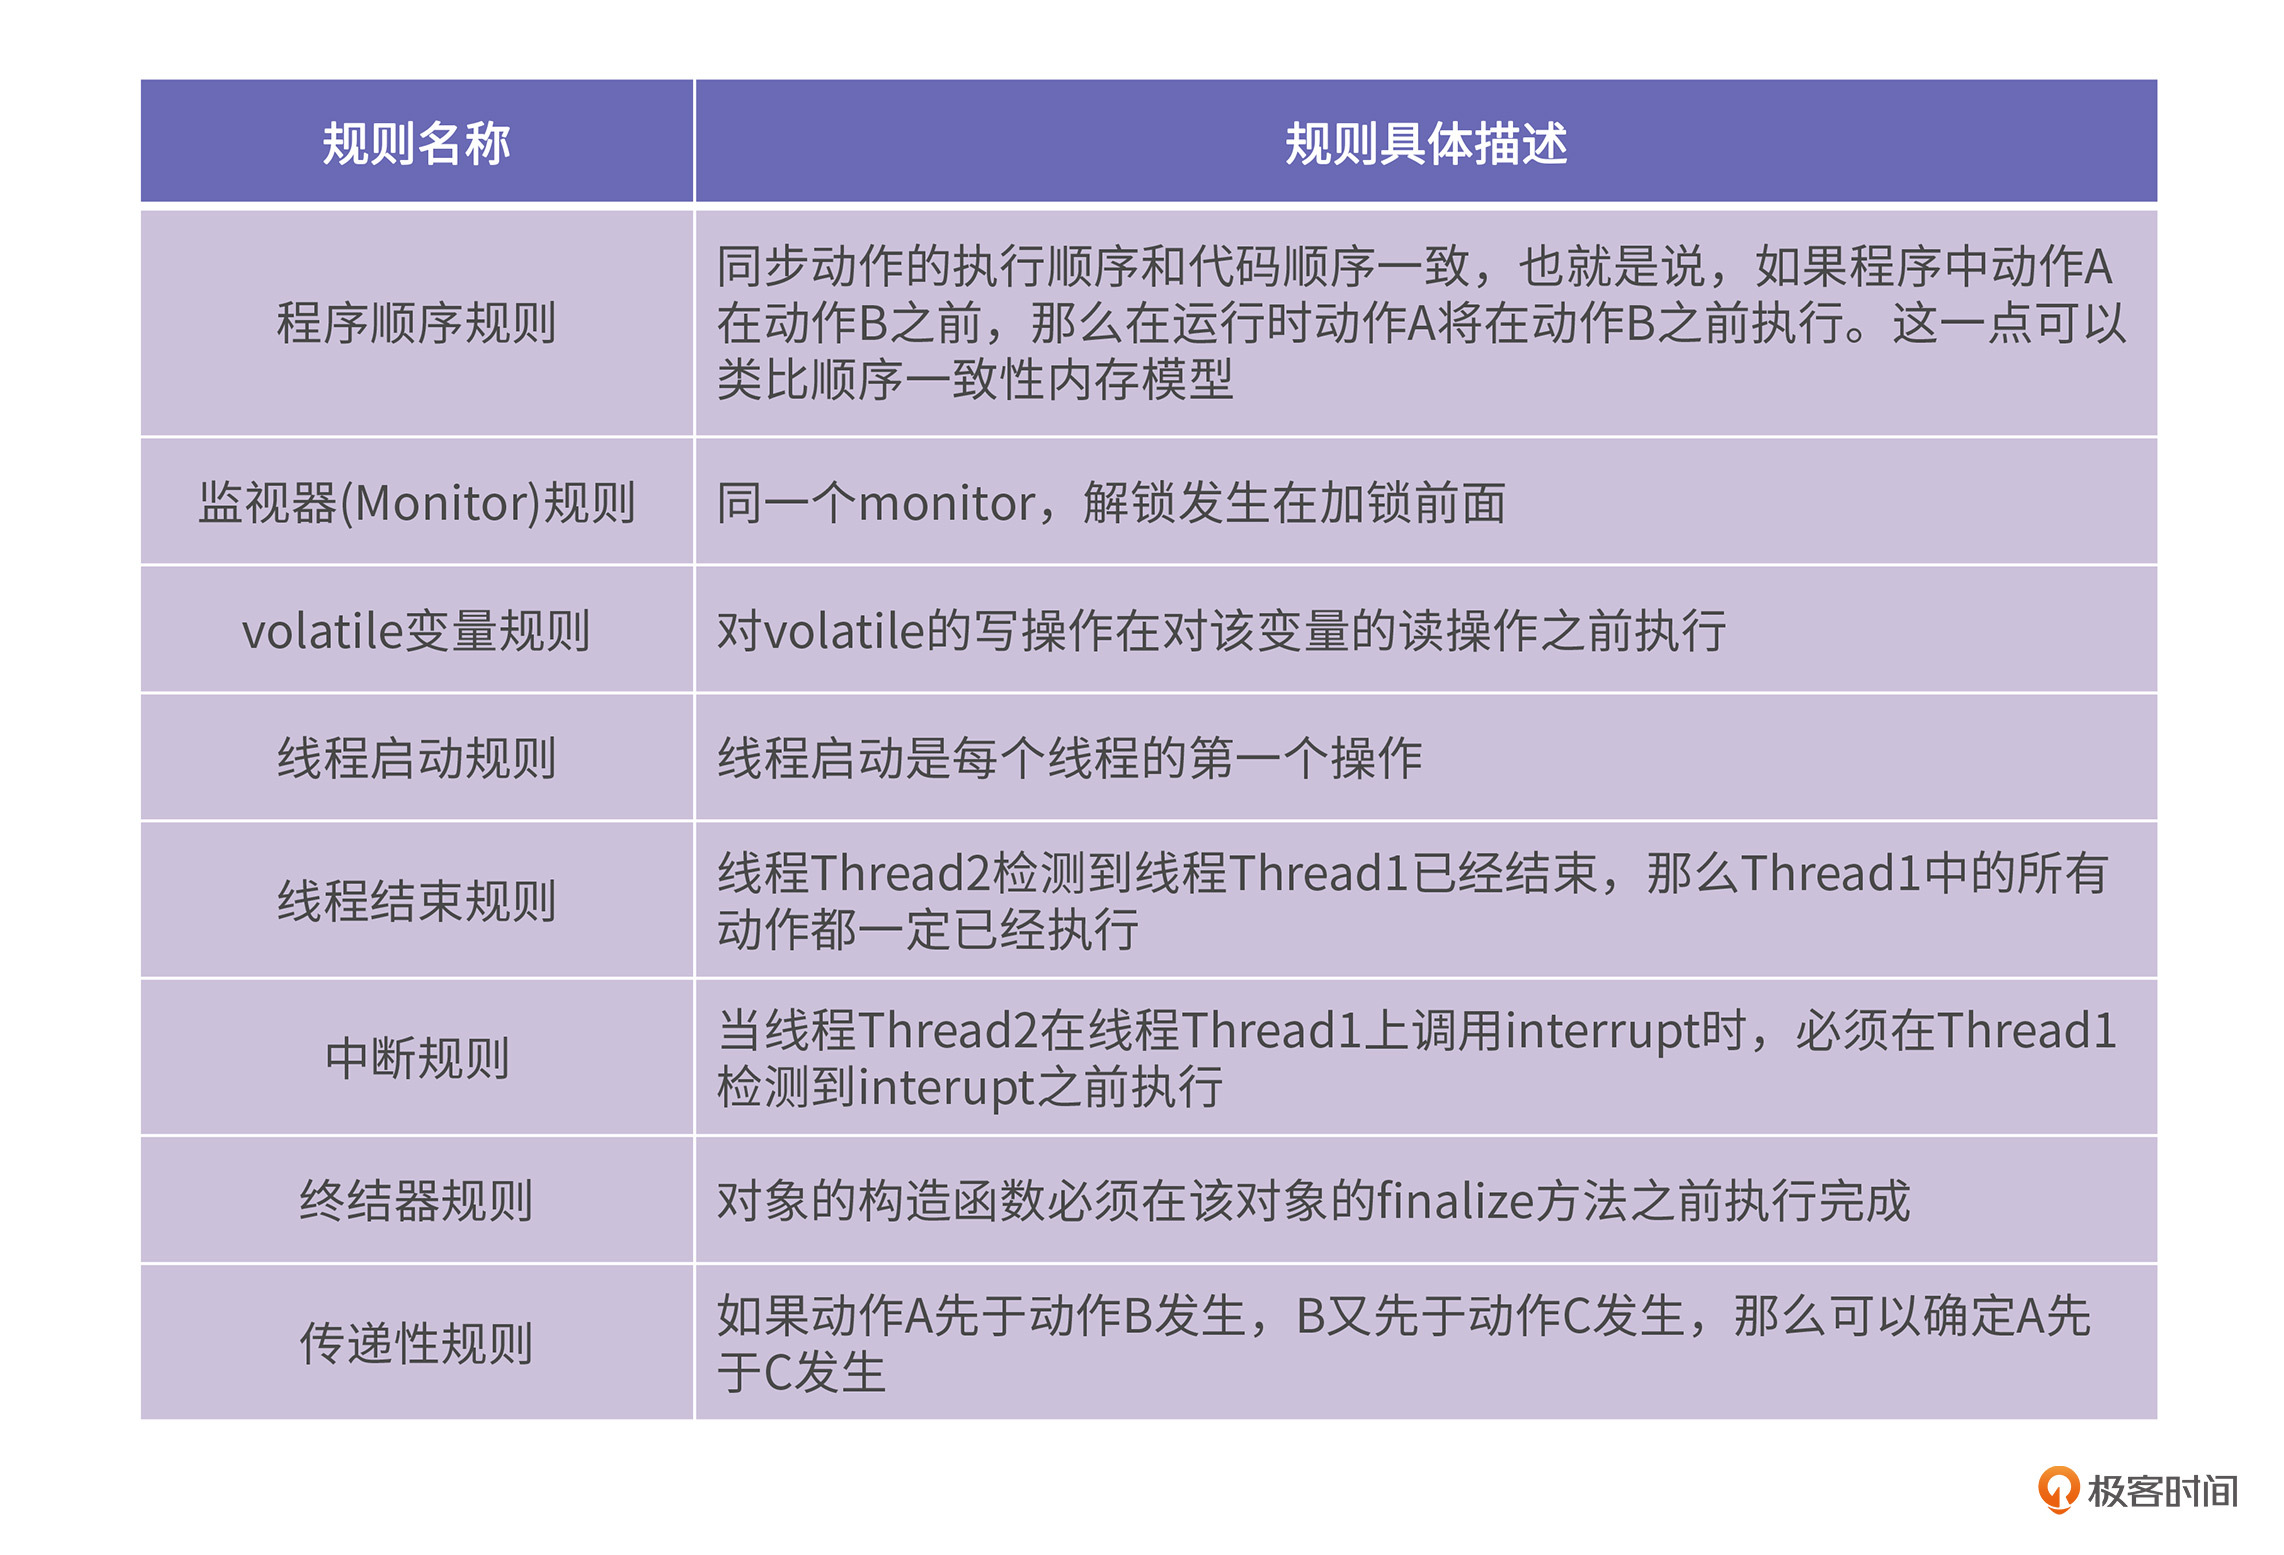 规则名称
规则具体描述
程序顺序规则
同步动作的执行顺序和代码顺序一致，也就是说，如果程序中动作A
在动作B之前，那么在运行时动作A将在动作B之前执行。这一点可以
类比顺序一致性内存模型
监视器(Monitor)规则
同一个monitor，解锁发生在加锁前面
volatile变量规则
对volatile的写操作在对该变量的读操作之前执行
线程启动规则
线程启动是每个线程的第一个操作
线程结束规则
线程Thread2检测到线程Thread1已经结束，那么Thread1中的所有
动作都一定已经执行
中断规则
当线程Thread2在线程Thread1上调用interrupt时，必须在Thread1
检测到interupt之前执行
终结器规则
对象的构造函数必须在该对象的finalize方法之前执行完成
传递性规则
如果动作A先于动作B发生，B又先于动作C发生，那么可以确定A先
于C发生
极客时间